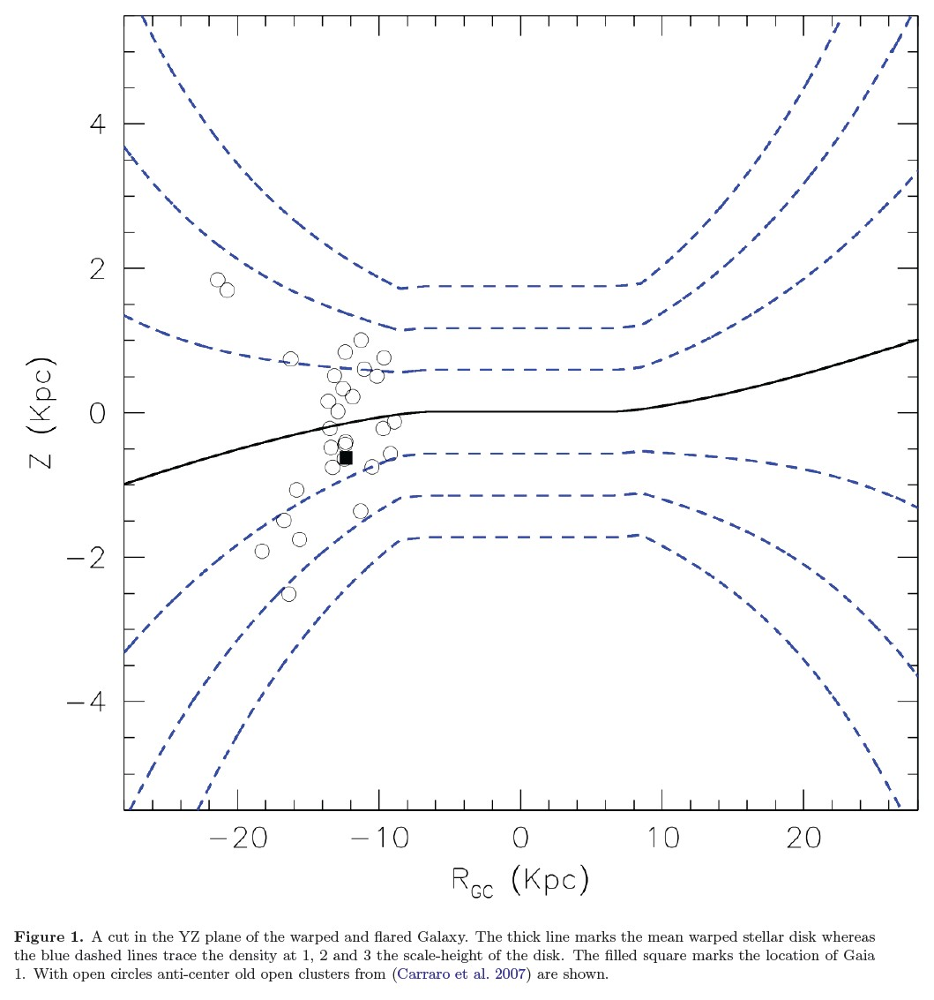 4
2
0
−2
−4
Z (Kpc)
−20 −10 0 10 20
R_GC (Kpc)
Figure 1. A cut in the YZ plane of the warped and flared Galaxy. The thick line marks the mean warped stellar disk whereas
the blue dashed lines trace the density at 1, 2 and 3 the scale-height of the disk. The filled square marks the location of Gaia
1. With open circles anti-center old open clusters from (Carraro et al. 2007) are shown.